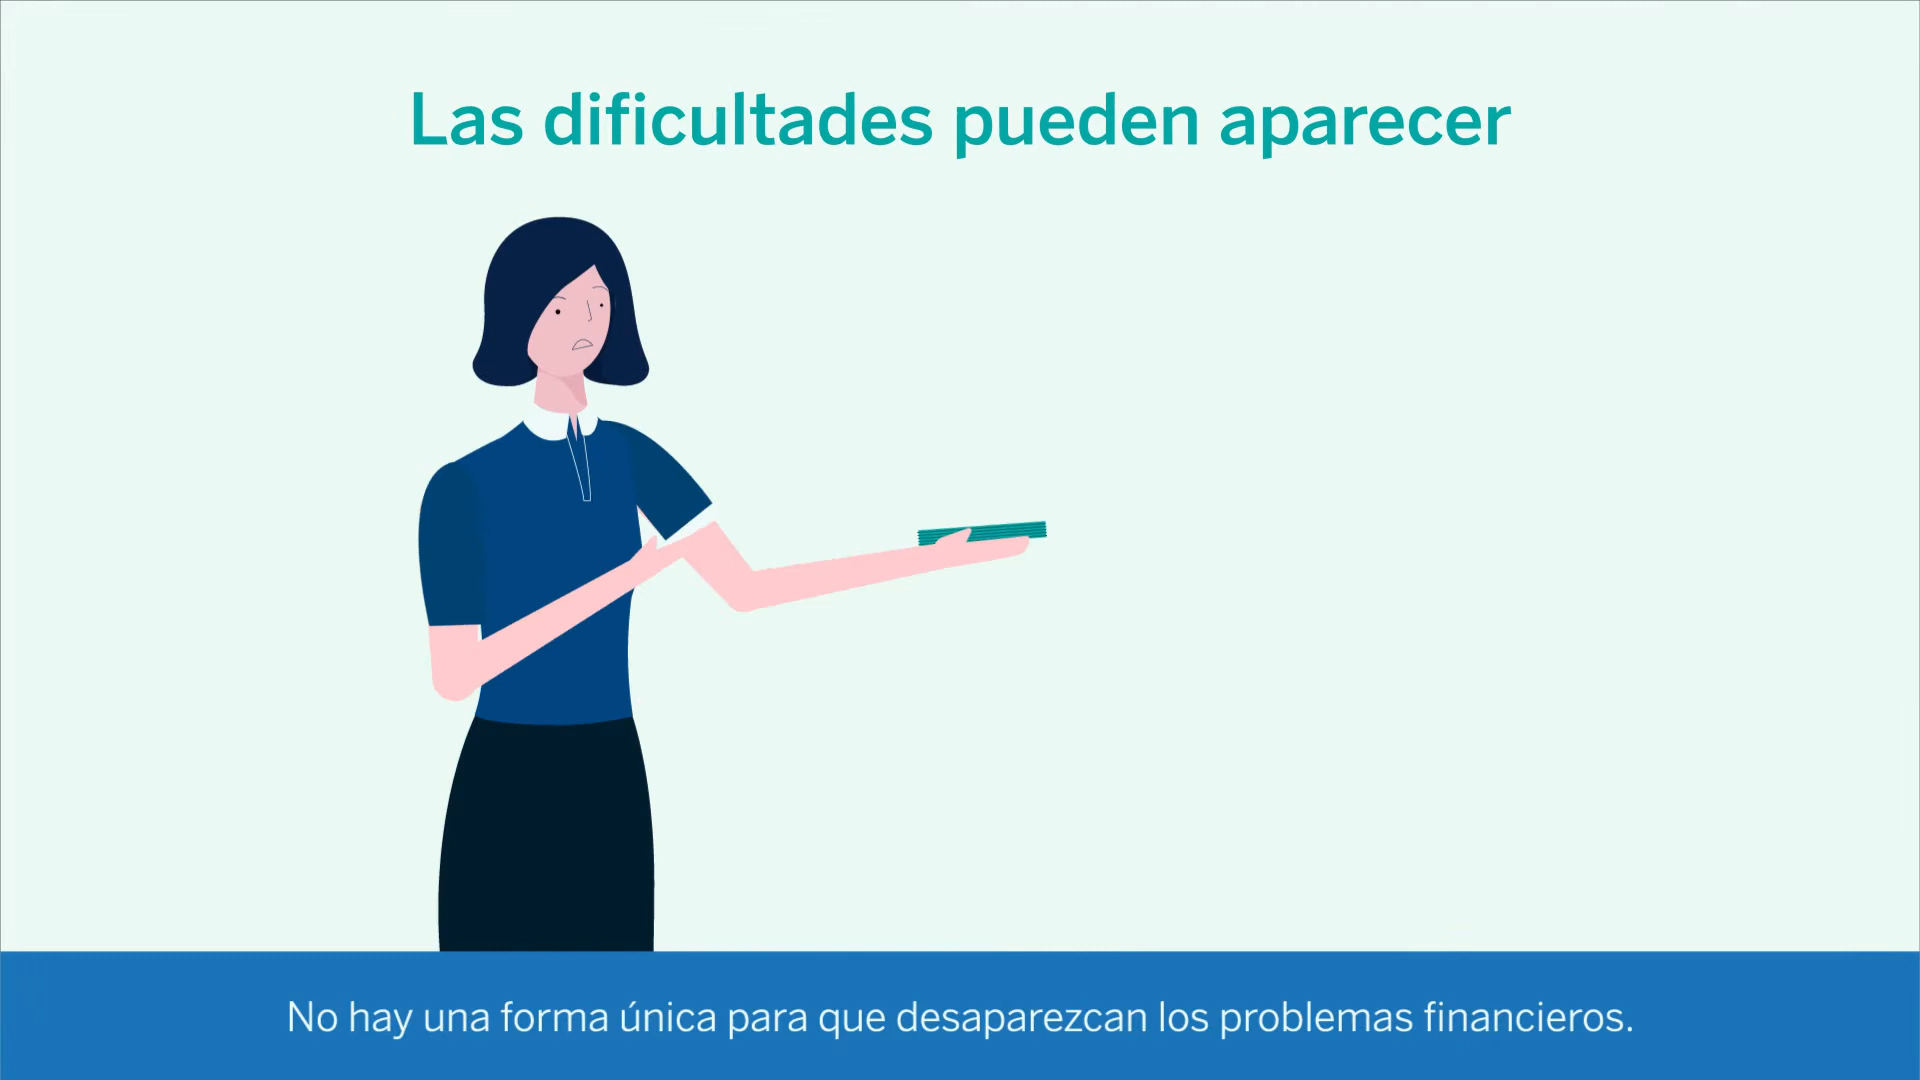 Las dificultades pueden aparecer
No hay una forma única para que desaparezcan los problemas financieros.